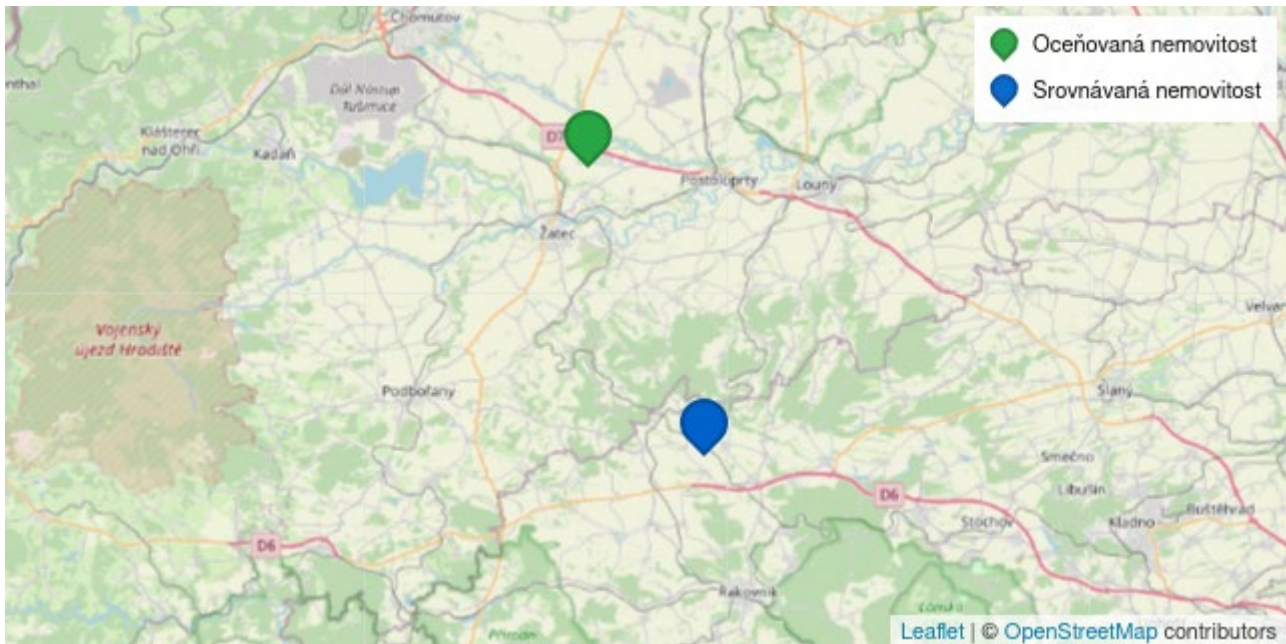 Chomutov
Oceňovaná nemovitost
Srovnávaná nemovitost
Důl Nástup
Tušimice
Klášterec
nad Ohří
Kadaň
D7
Postoloprty
Louny
Žatec
Vojenský
újezd Hradiště
Velvar
Podbořany
Slaný
Smečno
Libušín
D6
Stochov
Kladno
Buštěhrad
D6
Rakovník
Leaflet | © OpenStreetMap contributors